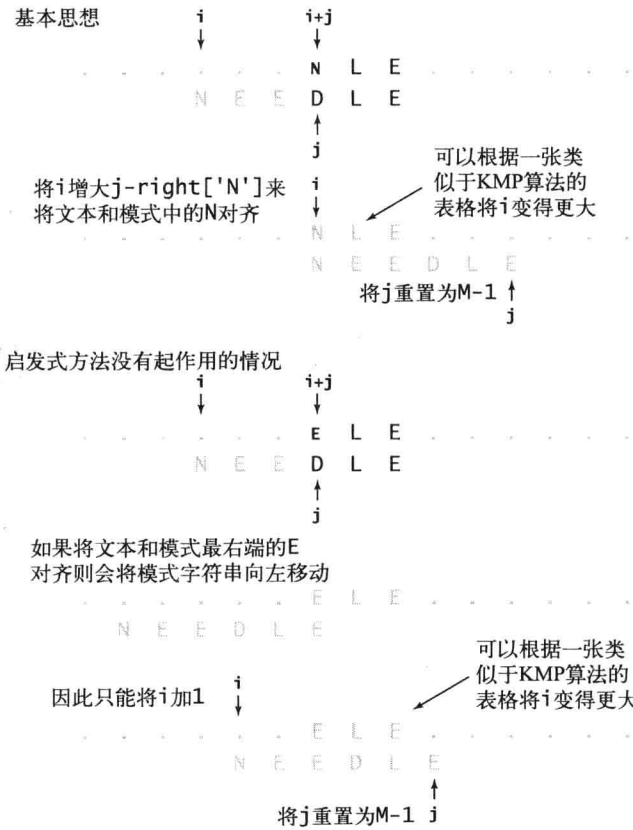 基本思想 i i+j
. . . . . . N L E . . . . . .
N E E D L E
j
可以根据一张类
似于KMP算法的
表格将i变得更大
将i增大j-right['N']来
将文本和模式中的N对齐
i
. . . . . . N L E . . . . . .
N E E D L E
将j重置为M-1
j
启发式方法没有起作用的情况
i i+j
. . . . . . E L E . . . . . .
N E E D L E
j
如果将文本和模式最右端的E
对齐则会将模式字符串向左移动
. . . . . . E L E . . . . . .
N E E D L E
可以根据一张类
似于KMP算法的
表格将i变得更大
因此只能将i加1
i
. . . . . . E L E . . . . . .
N E E D L E
将j重置为M-1 j